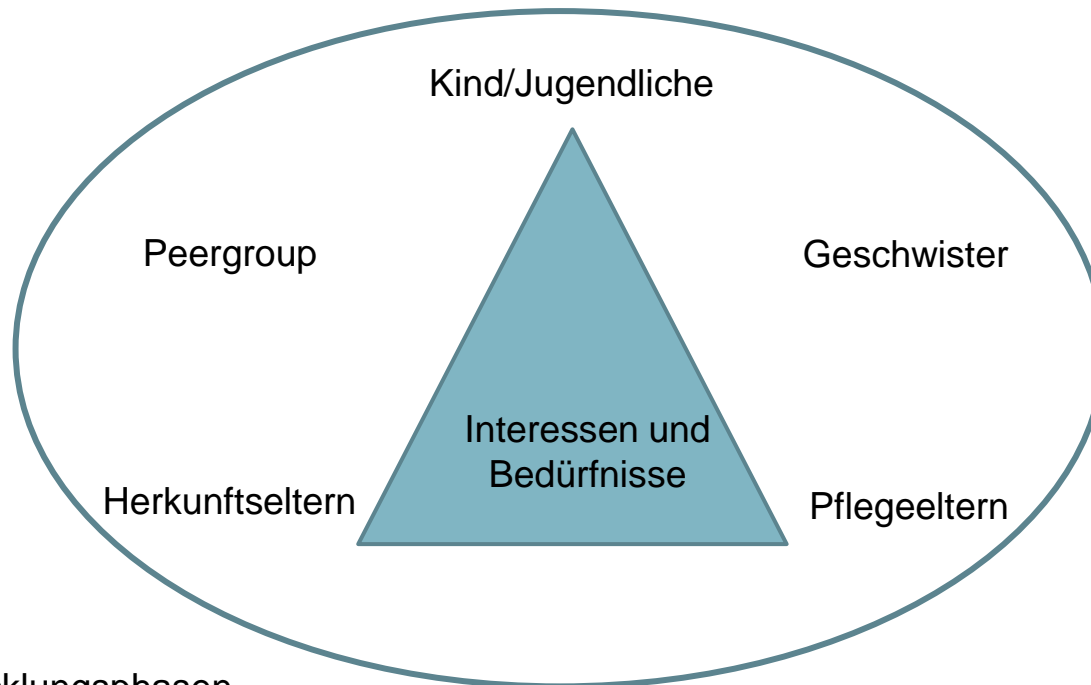 Kind/Jugendliche
Peergroup
Geschwister
Interessen und
Bedürfnisse
Herkunftseltern
Pflegeeltern